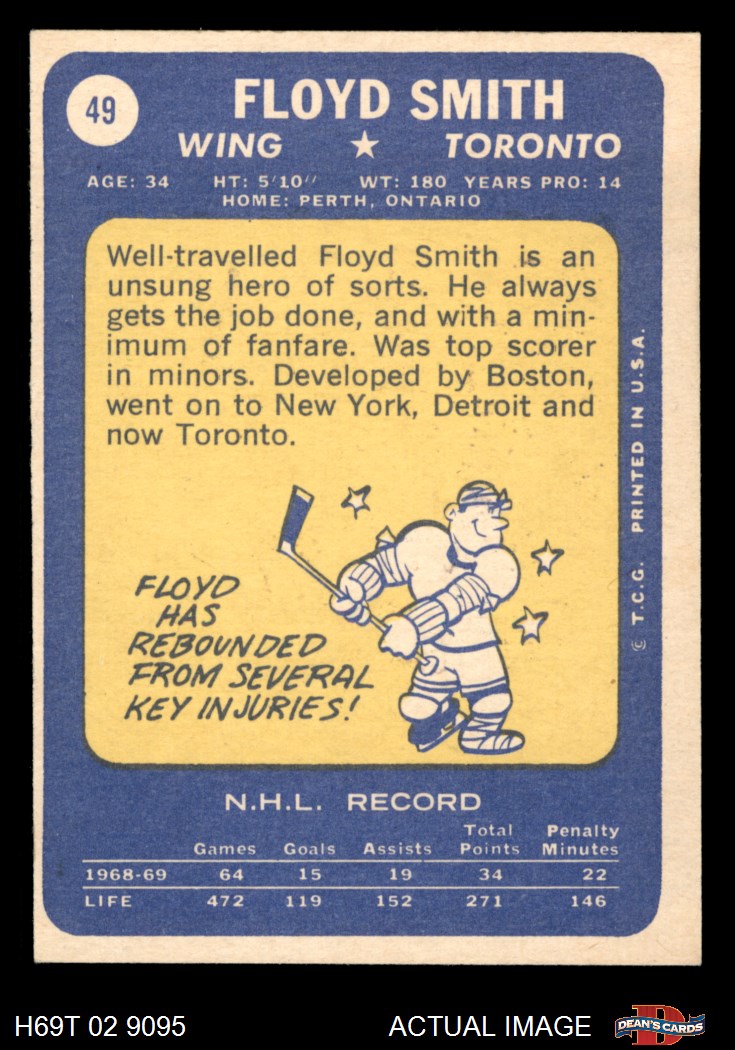 49
FLOYD SMITH
WING ★ TORONTO
AGE: 34 HT: 5'10'' WT: 180 YEARS PRO: 14
HOME: PERTH, ONTARIO
Well-travelled Floyd Smith is an
unsung hero of sorts. He always
gets the job done, and with a min-
imum of fanfare. Was top scorer
in minors. Developed by Boston,
went on to New York, Detroit and
now Toronto.
FLOYD
HAS
REBOUNDED
FROM SEVERAL
KEY INJURIES!
© T.C.G. PRINTED IN U.S.A.
N.H.L. RECORD
Games Goals Assists Total Points Penalty Minutes
1968-69 64 15 19 34 22
LIFE 472 119 152 271 146
H69T 02 9095 ACTUAL IMAGE
D
DEAN'S CARDS